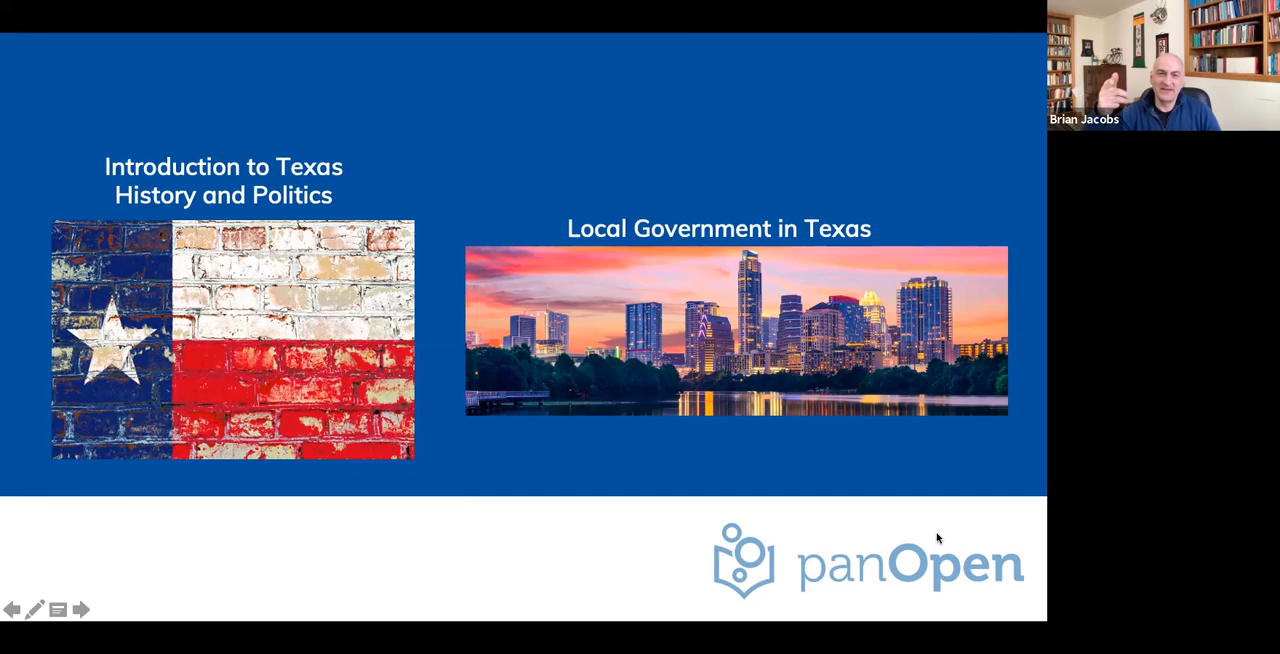 Introduction to Texas
History and Politics
Local Government in Texas
panOpen
Brian Jacobs